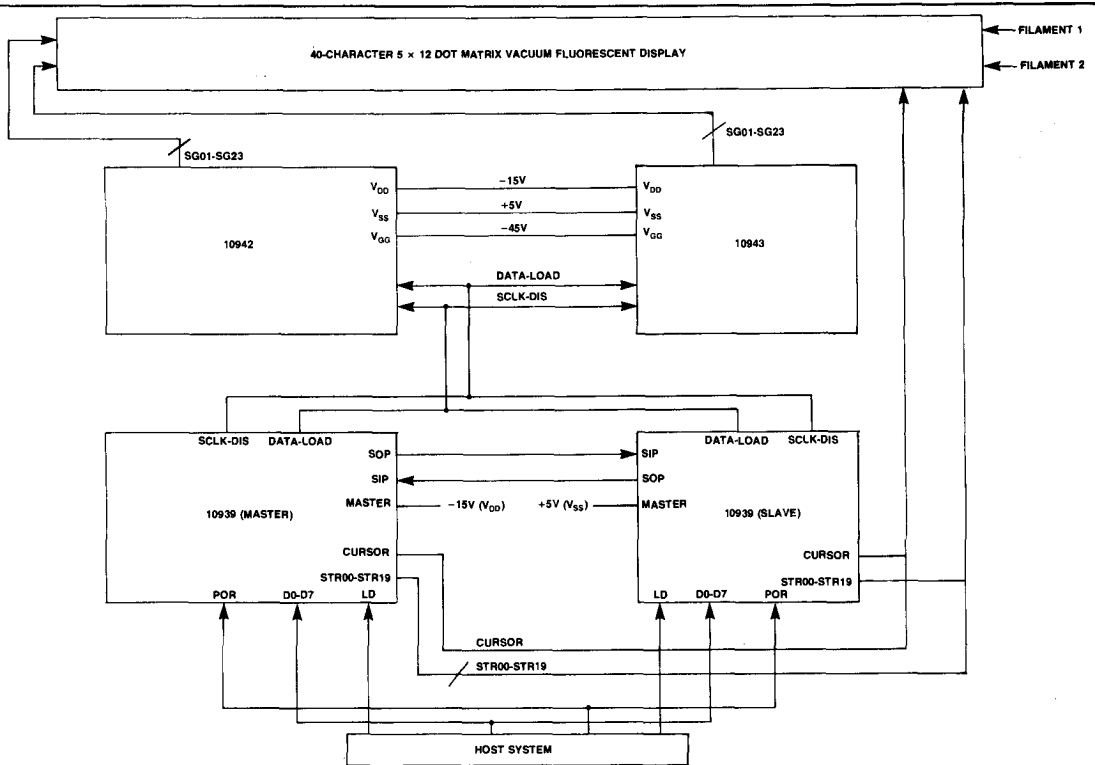 FILAMENT 1
40-CHARACTER 5 × 12 DOT MATRIX VACUUM FLUORESCENT DISPLAY
FILAMENT 2
SG01-SG23
SG01-SG23
VDD
−15V
VDD
VSS
+5V
VSS
VGG
−45V
VGG
10942
10943
DATA-LOAD
SCLK-DIS
SCLK-DIS
DATA-LOAD
DATA-LOAD
SCLK-DIS
SOP
SIP
SIP
SOP
MASTER
−15V (VDD)
+5V (VSS)
MASTER
10939 (MASTER)
10939 (SLAVE)
CURSOR
CURSOR
STR00-STR19
STR00-STR19
POR
D0-D7
LD
LD
D0-D7
POR
CURSOR
STR00-STR19
HOST SYSTEM